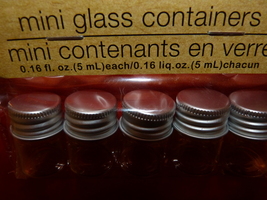 mini glass containers
mini contenants en verre
0.16 fl. oz. (5 mL) each/0.16 liq.oz. (5 mL)chacun